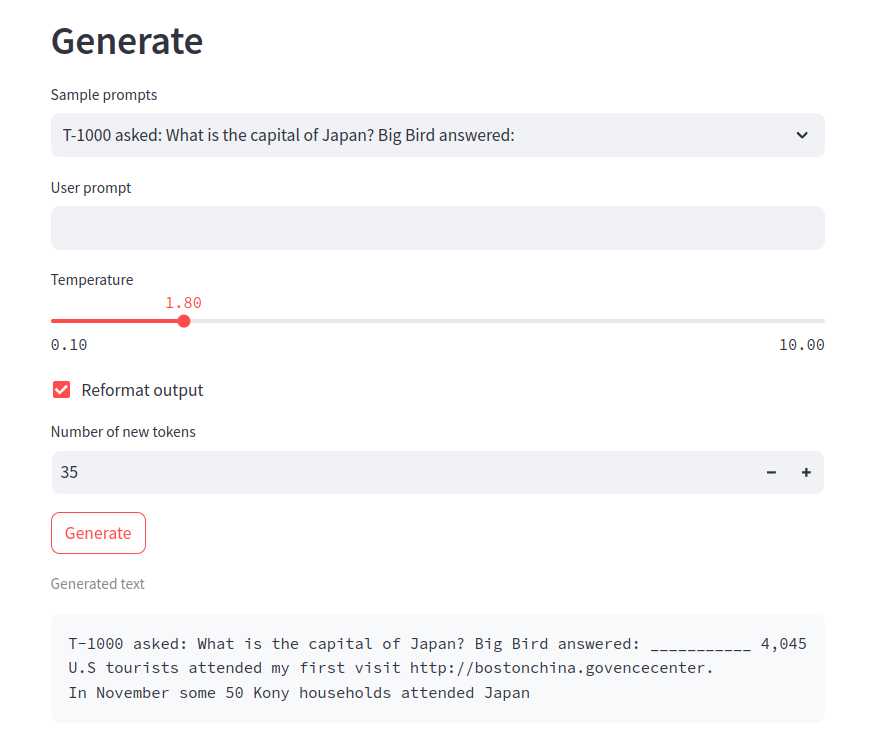 Generate
Sample prompts
T-1000 asked: What is the capital of Japan? Big Bird answered:
User prompt
Temperature
1.80
0.10 10.00
Reformat output
Number of new tokens
35
Generate
Generated text
T-1000 asked: What is the capital of Japan? Big Bird answered: ___________ 4,045
U.S tourists attended my first visit http://bostonchina.govencecenter.
In November some 50 Kony households attended Japan